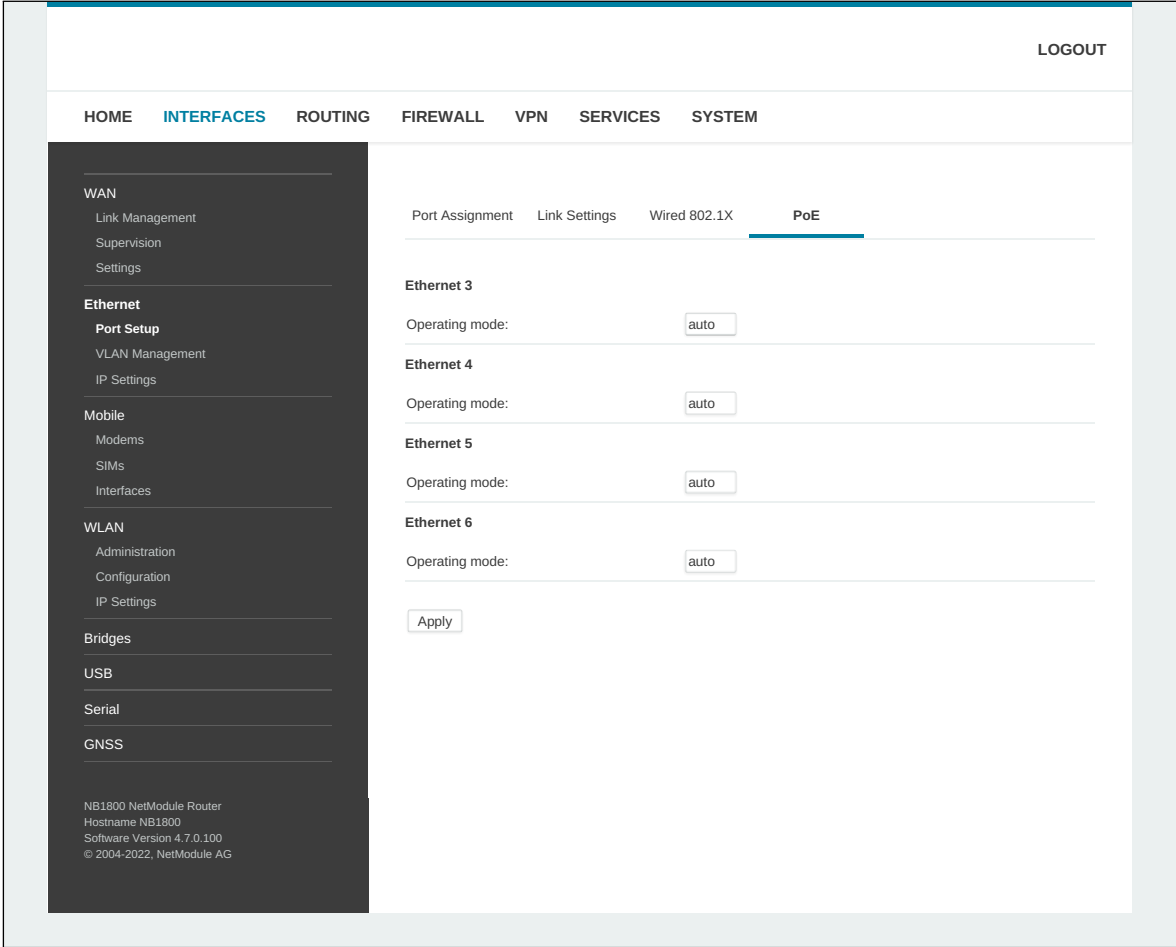 LOGOUT
HOME INTERFACES ROUTING FIREWALL VPN SERVICES SYSTEM
WAN
Link Management
Supervision
Settings
Ethernet
Port Setup
VLAN Management
IP Settings
Mobile
Modems
SIMs
Interfaces
WLAN
Administration
Configuration
IP Settings
Bridges
USB
Serial
GNSS
NB1800 NetModule Router
Hostname NB1800
Software Version 4.7.0.100
© 2004-2022, NetModule AG
Port Assignment Link Settings Wired 802.1X PoE
Ethernet 3
Operating mode: auto
Ethernet 4
Operating mode: auto
Ethernet 5
Operating mode: auto
Ethernet 6
Operating mode: auto
Apply